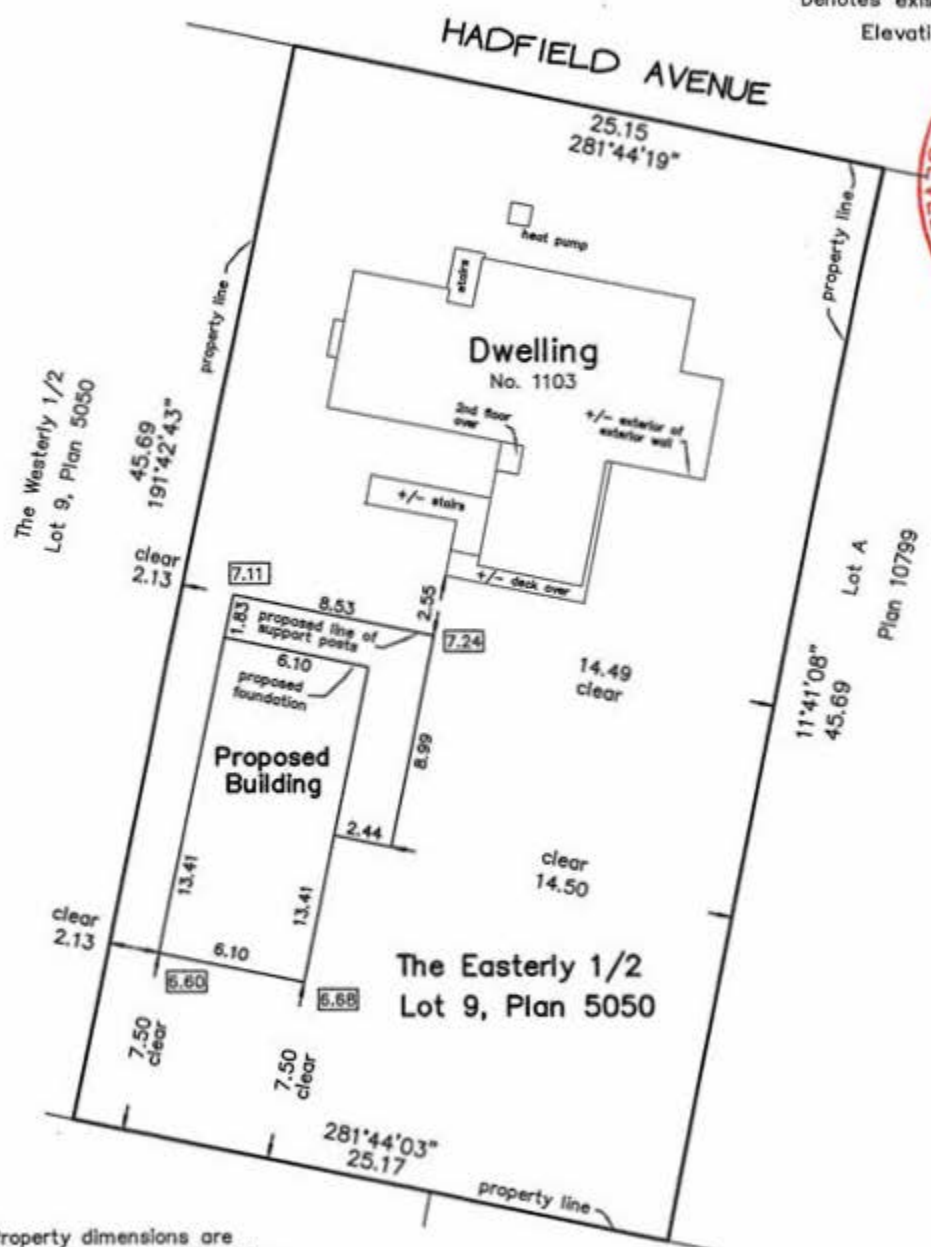 Denotes exis
Elevati
HADFIELD AVENUE
25.15
281°44'19"
property line
property line
heat pump
stairs
Dwelling
No. 1103
2nd floor
over
+/- exterior of
exterior wall
+/- stairs
+/- deck over
The Westerly 1/2
Lot 9, Plan 5050
45.69
191°42'43"
Lot A
Plan 10799
11°41'08"
45.69
clear
2.13
7.11
8.53
2.55
1.83
proposed line of
support posts
7.24
6.10
proposed
foundation
14.49
clear
Proposed
Building
8.99
2.44
13.41
13.41
clear
14.50
clear
2.13
6.10
6.60
6.68
The Easterly 1/2
Lot 9, Plan 5050
7.50
clear
7.50
clear
281°44'03"
25.17
property line
roperty dimensions are